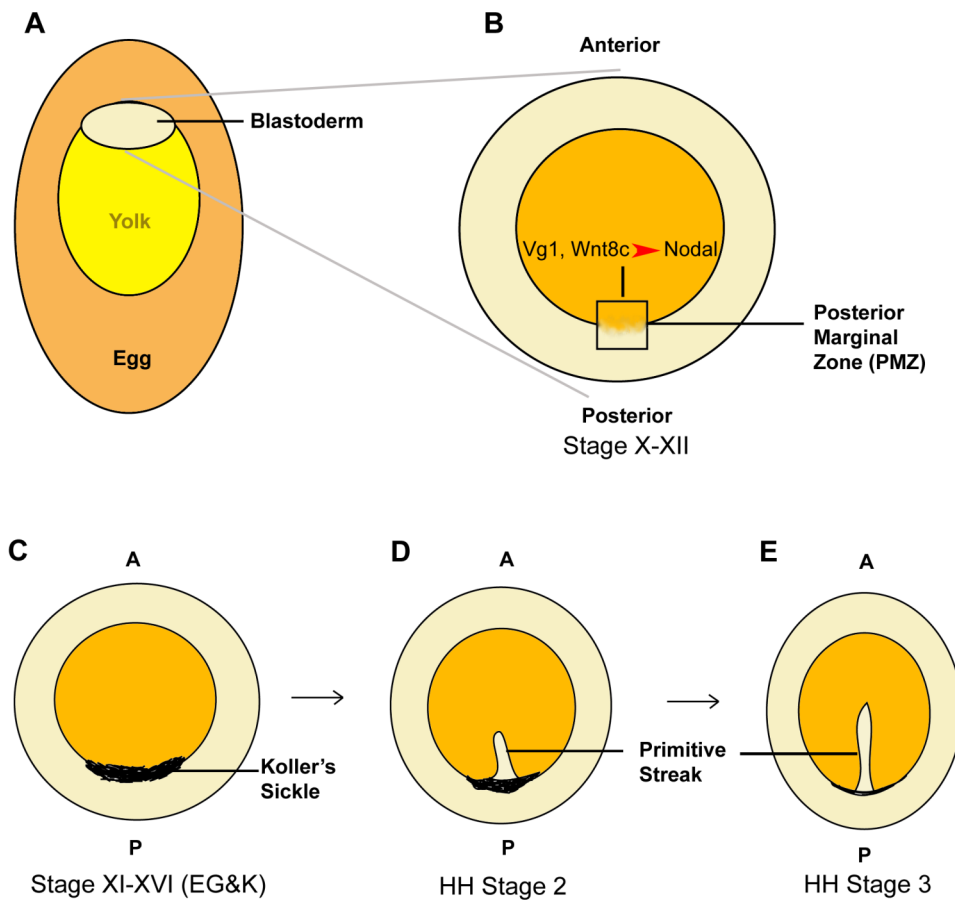 A
B
Anterior
Blastoderm
Yolk
Vg1, Wnt8c Nodal
Posterior
Marginal
Zone (PMZ)
Egg
Posterior
Stage X-XII
C
D
E
A
A
A
Koller's
Sickle
Primitive
Streak
P
P
P
Stage XI-XVI (EG&K)
HH Stage 2
HH Stage 3